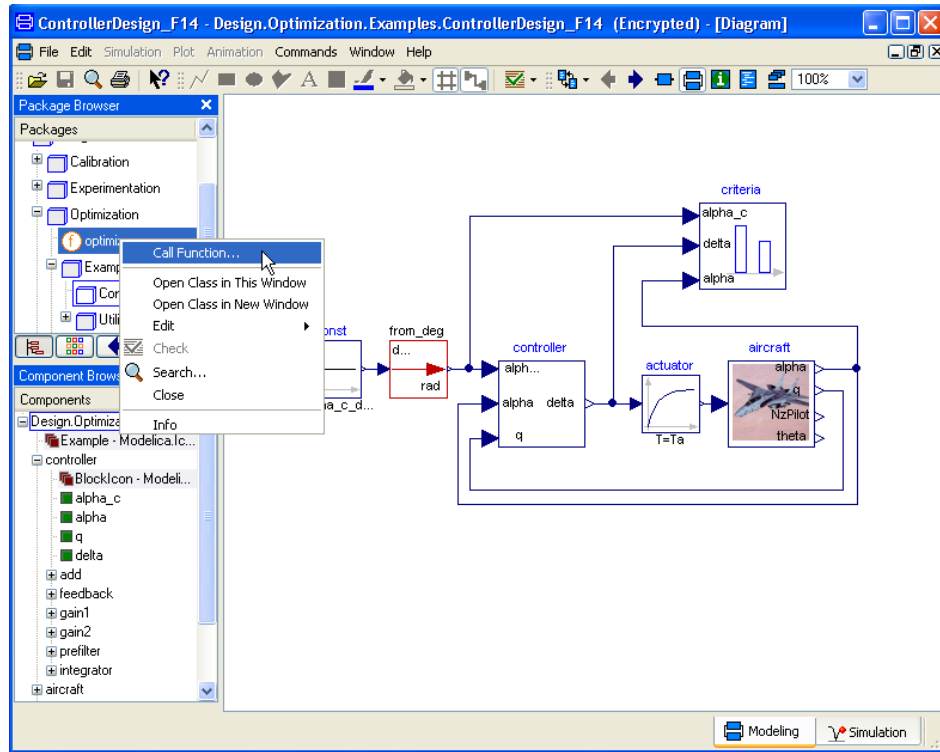 ControllerDesign_F14 - Design.Optimization.Examples.ControllerDesign_F14 (Encrypted) - [Diagram]
File Edit Simulation Plot Animation Commands Window Help
100%
Package Browser
Packages
Calibration
Experimentation
Optimization
optimiz
Examp
Con
Utili
Call Function...
Open Class in This Window
Open Class in New Window
Edit
Check
Search...
Close
Info
Component Brows
Components
Design.Optimiza
Example - Modelica.Ic...
controller
BlockIcon - Modeli...
alpha_c
alpha
q
delta
add
feedback
gain1
gain2
prefilter
integrator
aircraft
criteria
alpha_c
delta
alpha
onst
a_c_d...
from_deg
d...
rad
controller
alph...
alpha delta
q
actuator
T=Ta
aircraft
alpha
q
NzPilot
theta
Modeling
Simulation